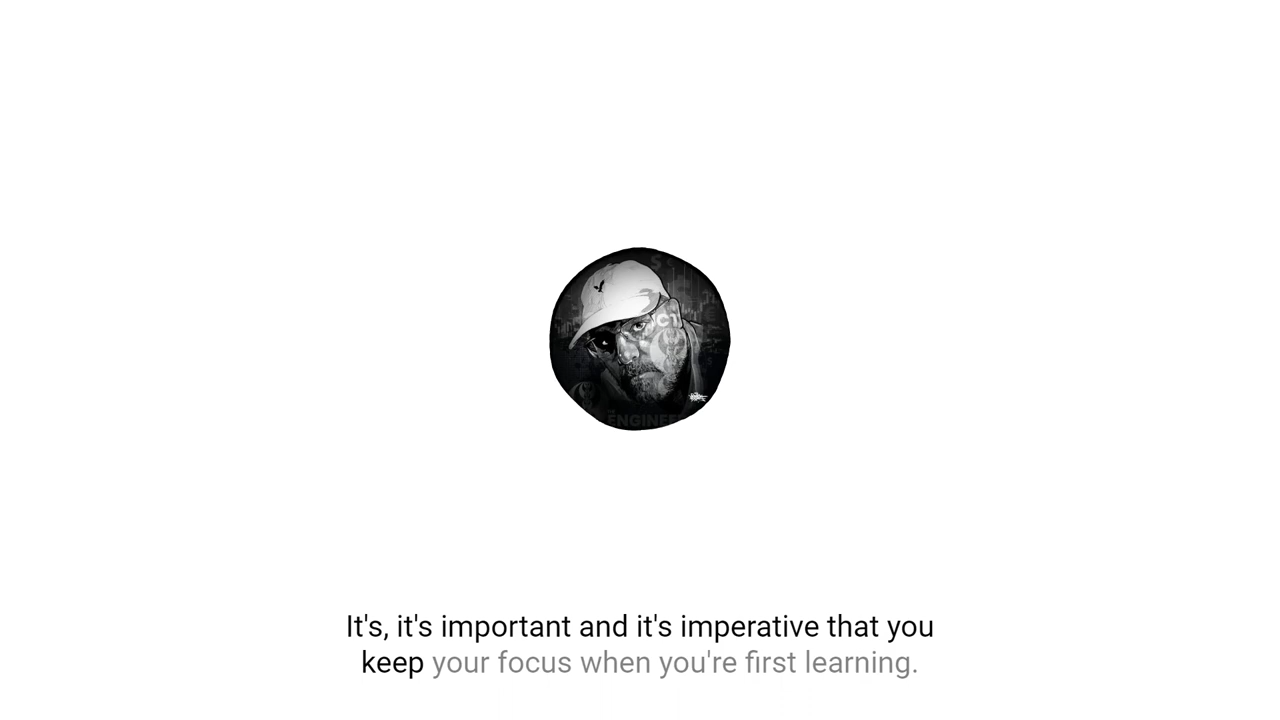 It's, it's important and it's imperative that you
keep your focus when you're first learning.